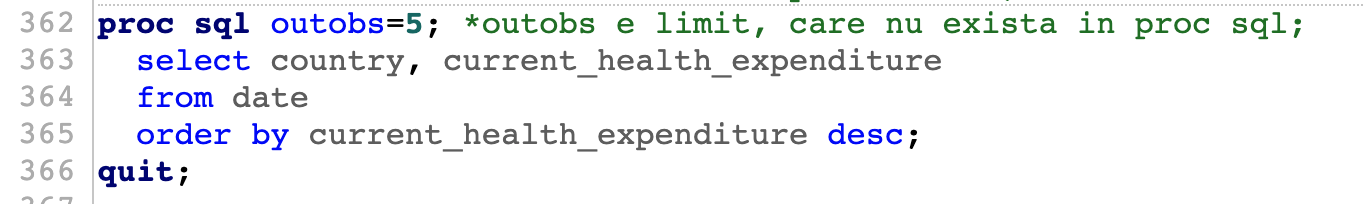 362 proc sql outobs=5; *outobs e limit, care nu exista in proc sql;
363 select country, current_health_expenditure
364 from date
365 order by current_health_expenditure desc;
366 quit;
367